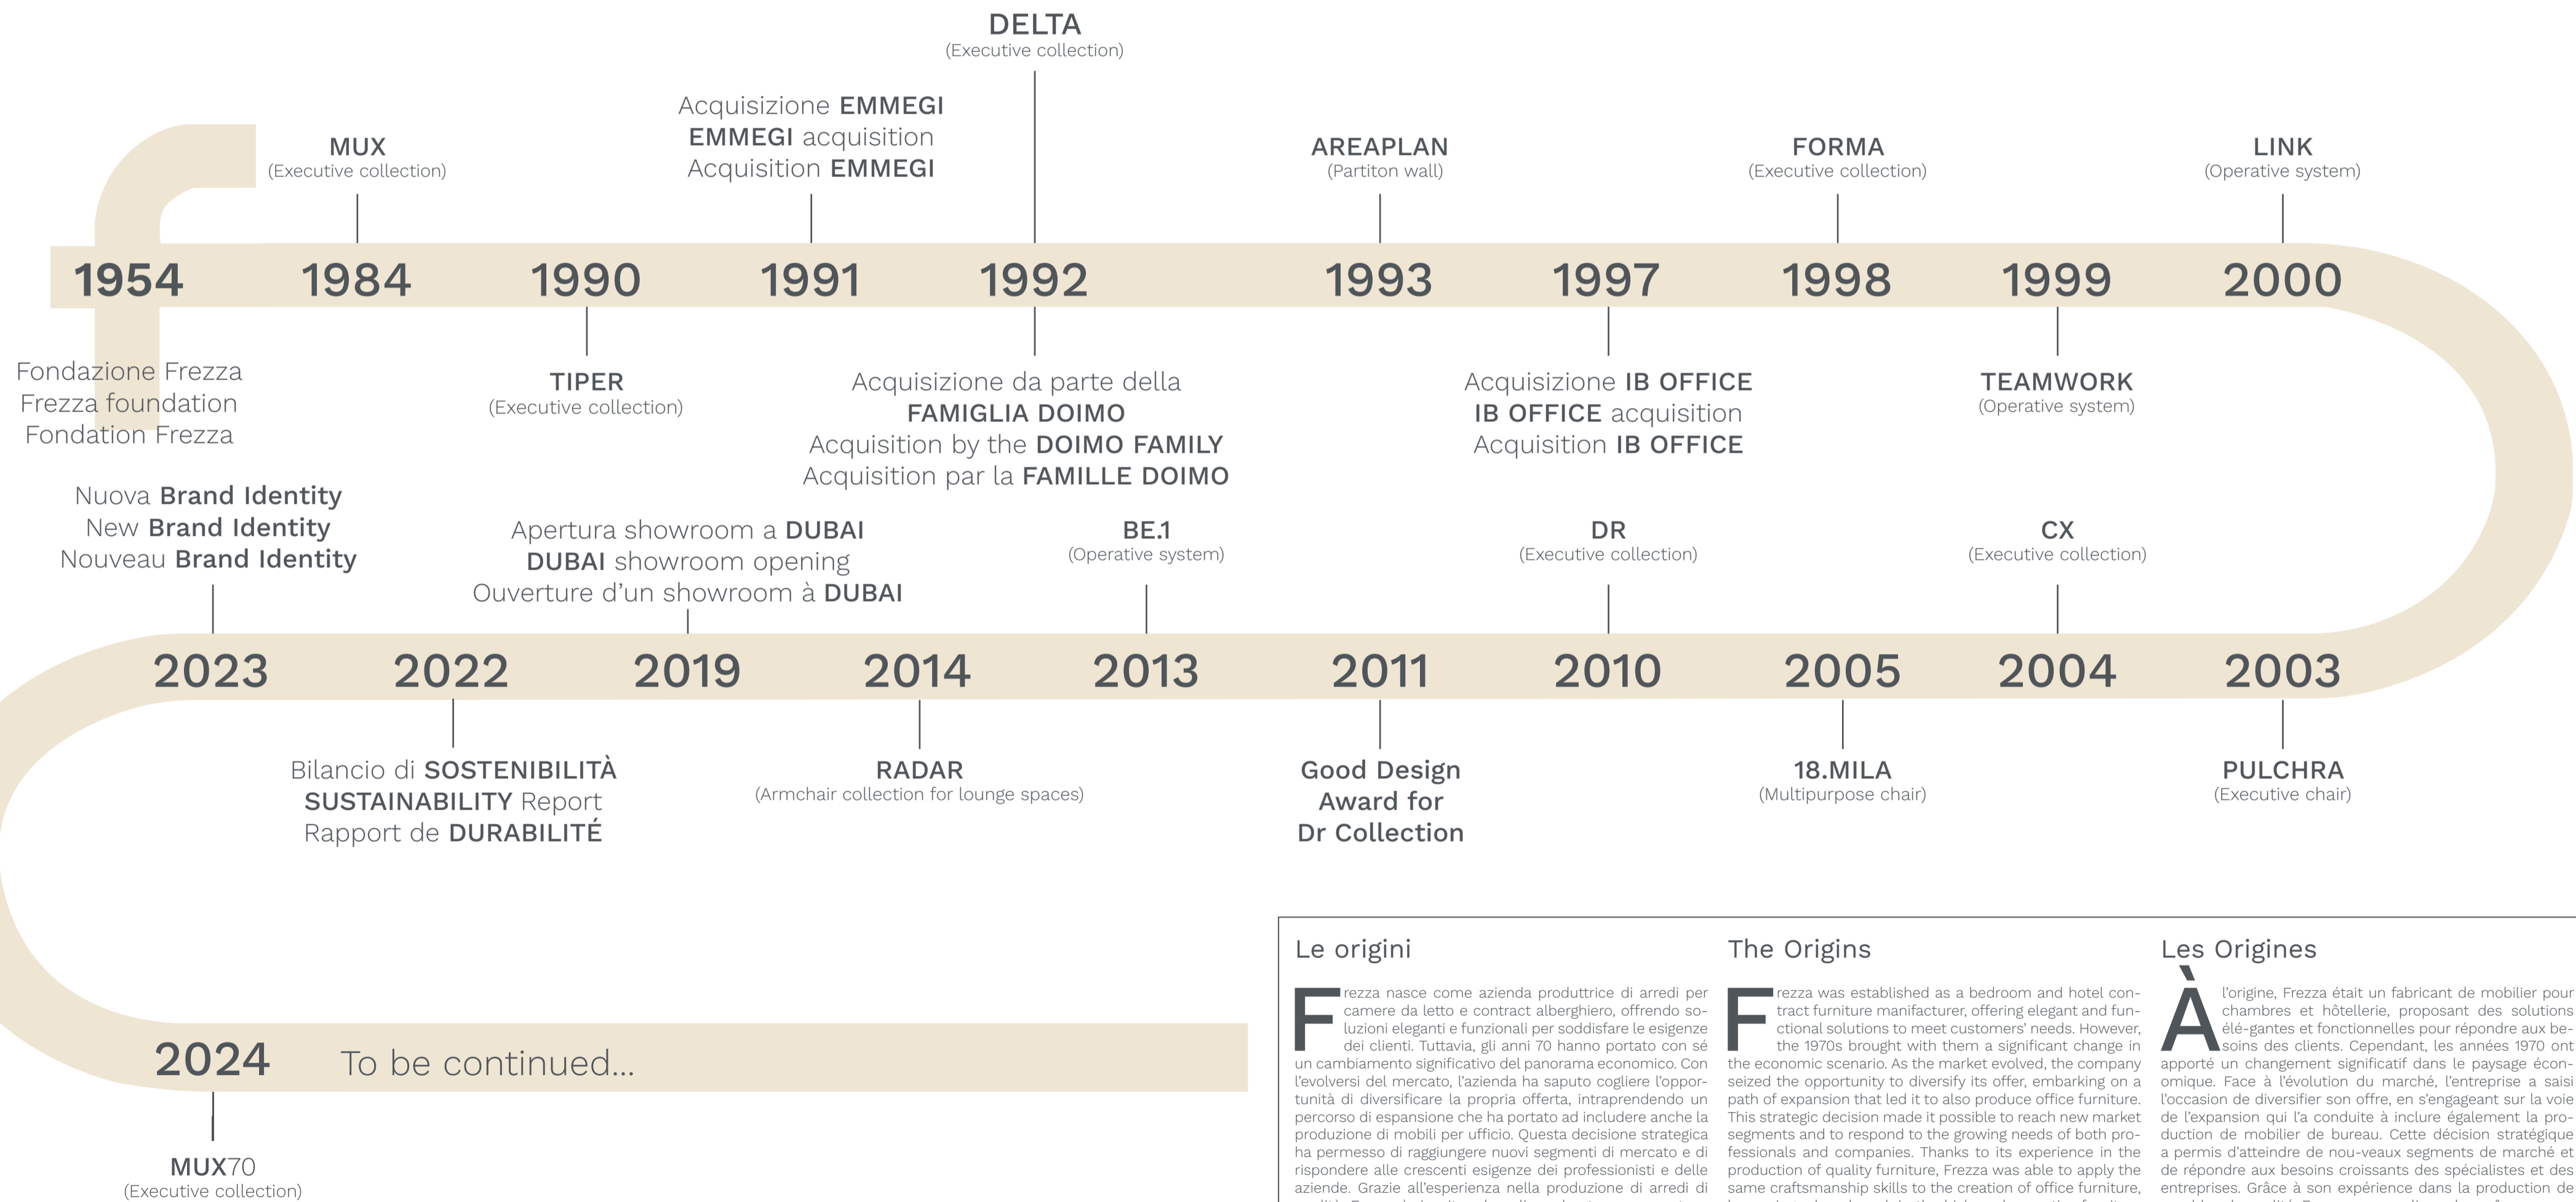 DELTA
(Executive collection)
Acquisizione EMMEGI
EMMEGI acquisition
Acquisition EMMEGI
MUX
(Executive collection)
AREAPLAN
(Partiton wall)
FORMA
(Executive collection)
LINK
(Operative system)
1954 1984 1990 1991 1992 1993 1997 1998 1999 2000
Fondazione Frezza
Frezza foundation
Fondation Frezza
TIPER
(Executive collection)
Acquisizione da parte della
FAMIGLIA DOIMO
Acquisition by the DOIMO FAMILY
Acquisition par la FAMILLE DOIMO
Acquisizione IB OFFICE
IB OFFICE acquisition
Acquisition IB OFFICE
TEAMWORK
(Operative system)
Nuova Brand Identity
New Brand Identity
Nouveau Brand Identity
Apertura showroom a DUBAI
DUBAI showroom opening
Ouverture d’un showroom à DUBAI
BE.1
(Operative system)
DR
(Executive collection)
CX
(Executive collection)
2023 2022 2019 2014 2013 2011 2010 2005 2004 2003
Bilancio di SOSTENIBILITÀ
SUSTAINABILITY Report
Rapport de DURABILITÉ
RADAR
(Armchair collection for lounge spaces)
Good Design
Award for
Dr Collection
18.MILA
(Multipurpose chair)
PULCHRA
(Executive chair)
2024 To be continued...
MUX70
(Executive collection)
Le origini
Frezza nasce come azienda produttrice di arredi per
camere da letto e contract alberghiero, offrendo so-
luzioni eleganti e funzionali per soddisfare le esigenze
dei clienti. Tuttavia, gli anni 70 hanno portato con sé
un cambiamento significativo del panorama economico. Con
l’evolversi del mercato, l’azienda ha saputo cogliere l’oppor-
tunità di diversificare la propria offerta, intraprendendo un
percorso di espansione che ha portato ad includere anche la
produzione di mobili per ufficio. Questa decisione strategica
ha permesso di raggiungere nuovi segmenti di mercato e di
rispondere alle crescenti esigenze dei professionisti e delle
aziende. Grazie all’esperienza nella produzione di arredi di
The Origins
Frezza was established as a bedroom and hotel con-
tract furniture manifacturer, offering elegant and fun-
ctional solutions to meet customers’ needs. However,
the 1970s brought with them a significant change in
the economic scenario. As the market evolved, the company
seized the opportunity to diversify its offer, embarking on a
path of expansion that led it to also produce office furniture.
This strategic decision made it possible to reach new market
segments and to respond to the growing needs of both pro-
fessionals and companies. Thanks to its experience in the
production of quality furniture, Frezza was able to apply the
same craftsmanship skills to the creation of office furniture,
Les Origines
À l’origine, Frezza était un fabricant de mobilier pour
chambres et hôtellerie, proposant des solutions
élé-gantes et fonctionnelles pour répondre aux be-
soins des clients. Cependant, les années 1970 ont
apporté un changement significatif dans le paysage écon-
omique. Face à l’évolution du marché, l’entreprise a saisi
l’occasion de diversifier son offre, en s’engageant sur la voie
de l’expansion qui l’a conduite à inclure également la pro-
duction de mobilier de bureau. Cette décision stratégique
a permis d’atteindre de nou-veaux segments de marché et
de répondre aux besoins croissants des spécialistes et des
entreprises. Grâce à son expérience dans la production de